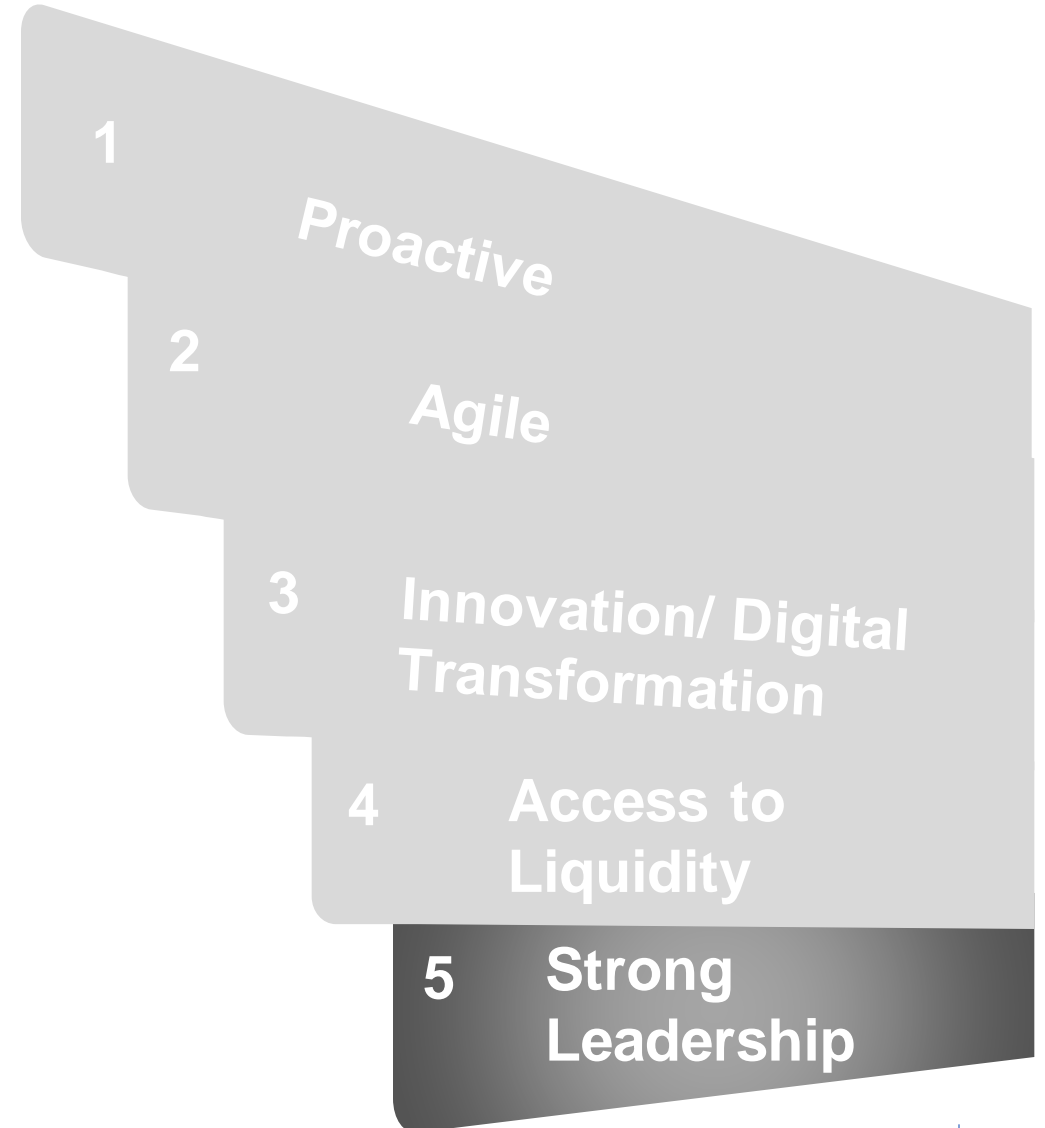 1
Proactive
2
Agile
3
Innovation/ Digital
Transformation
4
Access to
Liquidity
5
Strong
Leadership